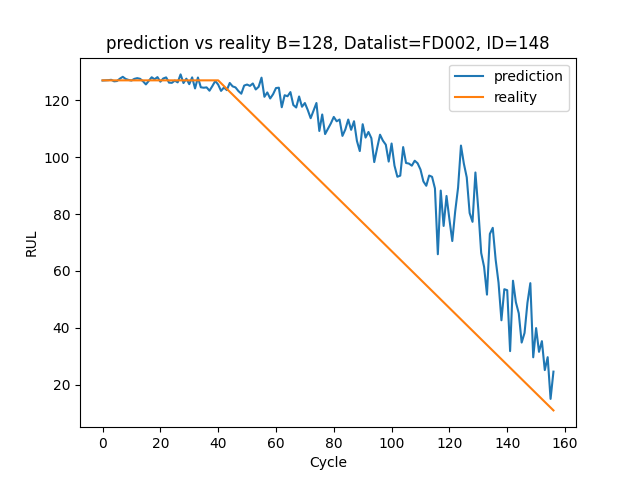 prediction vs reality B=128, Datalist=FD002, ID=148
prediction
reality
RUL
120
100
80
60
40
20
0 20 40 60 80 100 120 140 160
Cycle